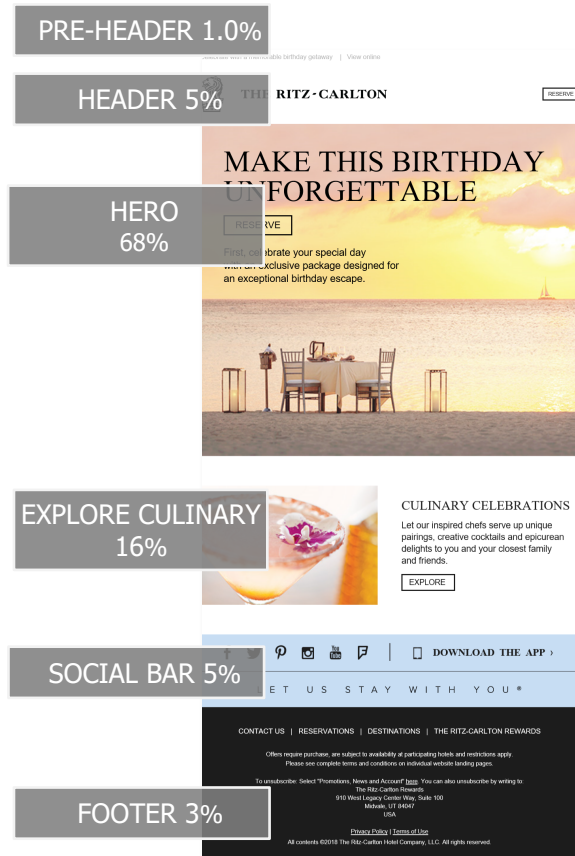 PRE-HEADER 1.0%
memorable birthday getaway | View online
HEADER 5%
THE RITZ-CARLTON
RESERVE
MAKE THIS BIRTHDAY
UNFORGETTABLE
HERO
68%
RESERVE
First, celebrate your special day
with an exclusive package designed for
an exceptional birthday escape.
EXPLORE CULINARY
16%
CULINARY CELEBRATIONS
Let our inspired chefs serve up unique
pairings, creative cocktails and epicurean
delights to you and your closest family
and friends.
EXPLORE
You
Tube
DOWNLOAD THE APP ›
SOCIAL BAR 5%
LET US STAY WITH YOU®
CONTACT US | RESERVATIONS | DESTINATIONS | THE RITZ-CARLTON REWARDS
Offers require purchase, are subject to availability at participating hotels and restrictions apply.
Please see complete terms and conditions on individual website landing pages.
To unsubscribe: Select "Promotions, News and Account" here. You can also unsubscribe by writing to:
The Ritz-Carlton Rewards
910 West Legacy Center Way, Suite 100
Midvale, UT 84047
USA
FOOTER 3%
Privacy Policy | Terms of Use
All contents ©2018 The Ritz-Carlton Hotel Company, LLC. All rights reserved.